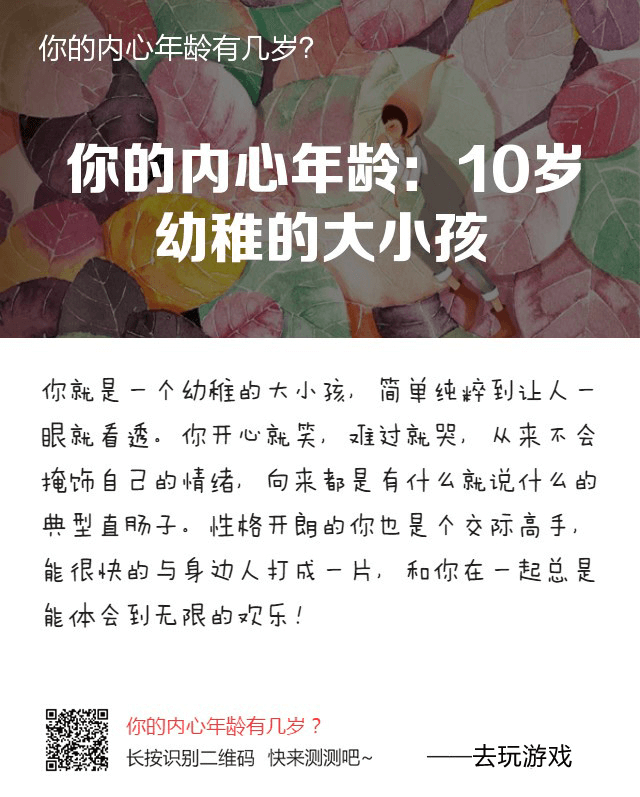 你的内心年龄有几岁?
你的内心年龄：10岁
幼稚的大小孩
你就是一个幼稚的大小孩，简单纯粹到让人一
眼就看透。你开心就笑，难过就哭，从来不会
掩饰自己的情绪，向来都是有什么就说什么的
典型直肠子。性格开朗的你也是个交际高手，
能很快的与身边人打成一片，和你在一起总是
能体会到无限的欢乐！
你的内心年龄有几岁？
长按识别二维码 快来测测吧~
——去玩游戏